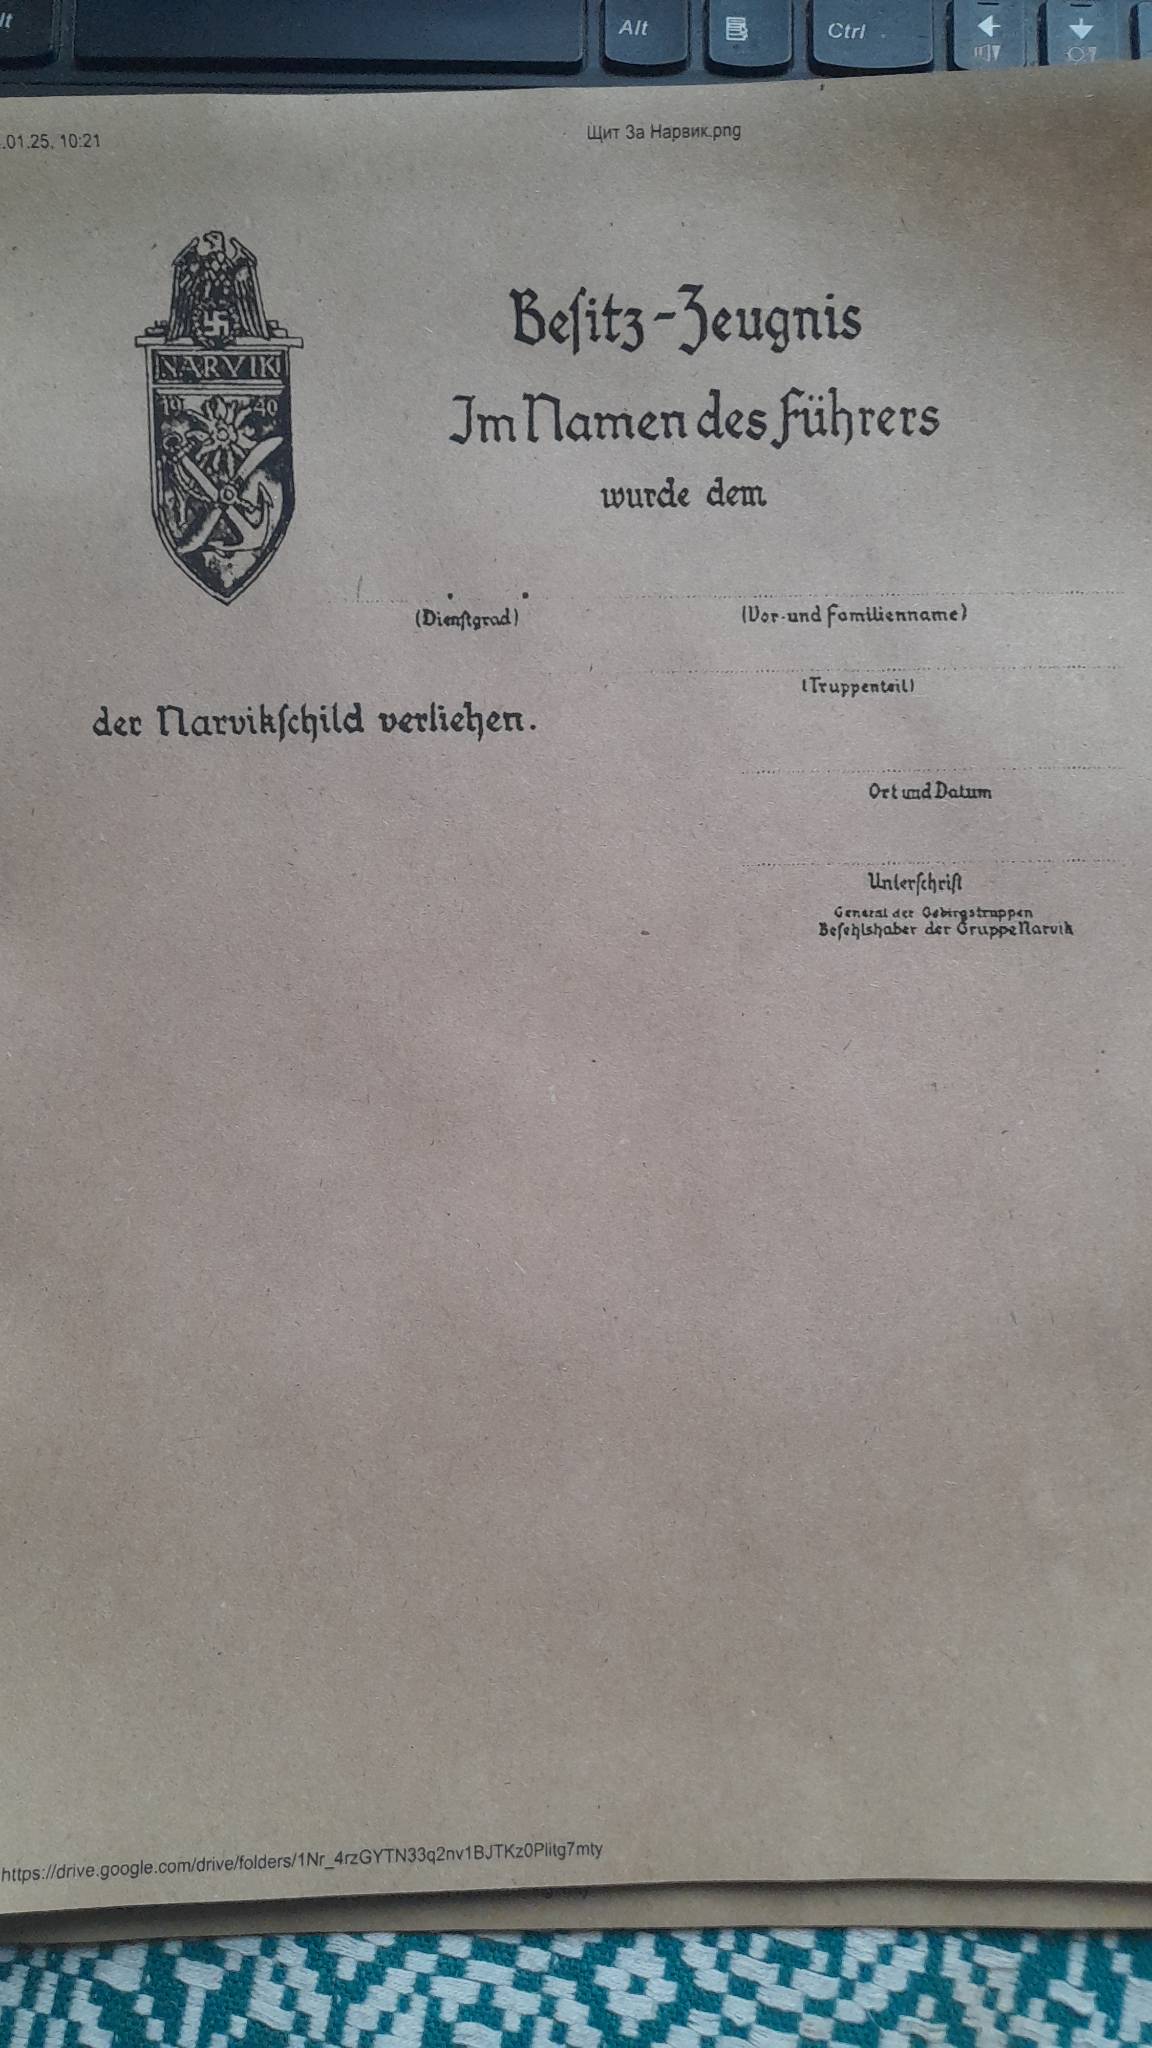 lt
Alt
Ctrl
.01.25, 10:21
Щит За Нарвик.png
NARVIK
19 40
Besitz-Zeugnis
Im Namen des Führers
wurde dem
(Dienstgrad)
(Vor-und Familienname)
(Truppenteil)
der Narvikschild verliehen.
Ort und Datum
Unterschrift
General der Gebirgstruppen
Befehlshaber der Gruppe Narvik
https://drive.google.com/drive/folders/1Nr_4rzGYTN33q2nv1BJTKz0Plitg7mty